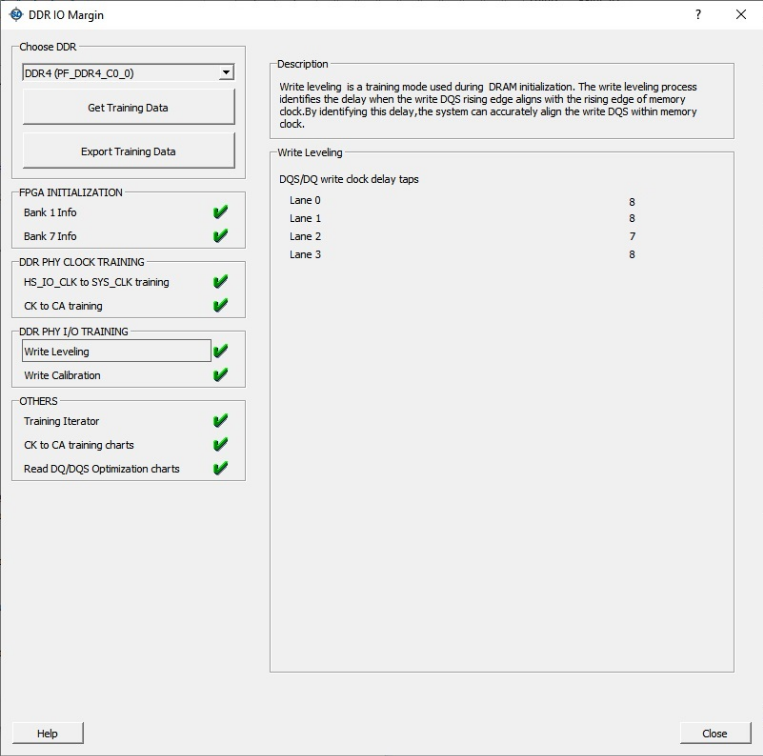 DDR IO Margin
?
Choose DDR
DDR4 (PF_DDR4_C0_0)
Get Training Data
Export Training Data
FPGA INITIALIZATION
Bank 1 Info
Bank 7 Info
DDR PHY CLOCK TRAINING
HS_IO_CLK to SYS_CLK training
CK to CA training
DDR PHY I/O TRAINING
Write Leveling
Write Calibration
OTHERS
Training Iterator
CK to CA training charts
Read DQ/DQS Optimization charts
Description
Write leveling is a training mode used during DRAM initialization. The write leveling process
identifies the delay when the write DQS rising edge aligns with the rising edge of memory
clock.By identifying this delay,the system can accurately align the write DQS within memory
clock.
Write Leveling
DQS/DQ write clock delay taps
Lane 0 8
Lane 1 8
Lane 2 7
Lane 3 8
Help
Close